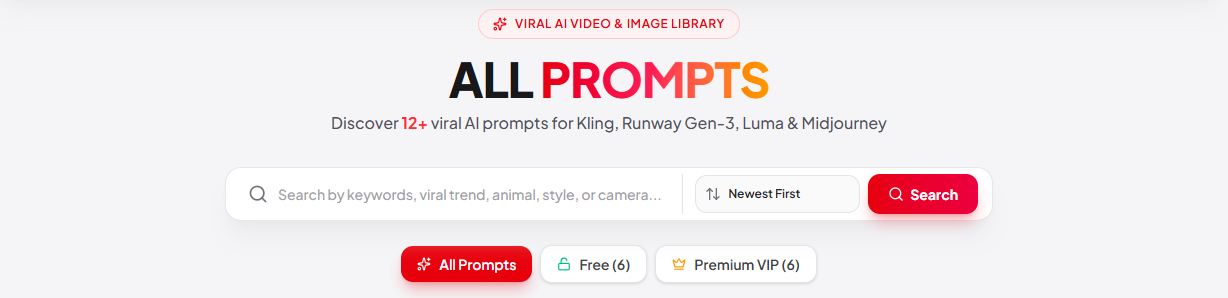 VIRAL AI VIDEO & IMAGE LIBRARY
ALL PROMPTS
Discover 12+ viral AI prompts for Kling, Runway Gen-3, Luma & Midjourney
Search by keywords, viral trend, animal, style, or camera... Newest First Search
All Prompts Free (6) Premium VIP (6)